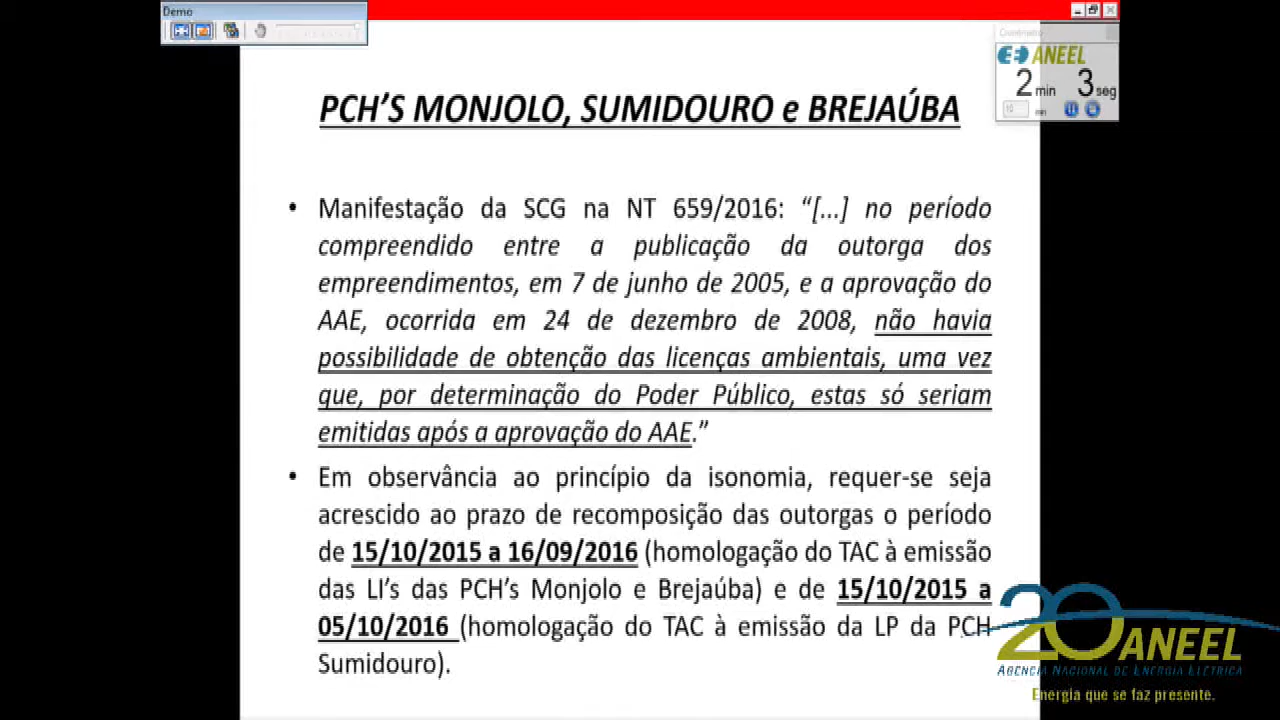 Demo
ANEEL
2 min 3 seg
10
min
PCH'S MONJOLO, SUMIDOURO e BREJAÚBA
• Manifestação da SCG na NT 659/2016: “[...] no período
compreendido entre a publicação da outorga dos
empreendimentos, em 7 de junho de 2005, e a aprovação do
AAE, ocorrida em 24 de dezembro de 2008, não havia
possibilidade de obtenção das licenças ambientais, uma vez
que, por determinação do Poder Público, estas só seriam
emitidas após a aprovação do AAE.”
• Em observância ao princípio da isonomia, requer-se seja
acrescido ao prazo de recomposição das outorgas o período
de 15/10/2015 a 16/09/2016 (homologação do TAC à emissão
das LI’s das PCH’s Monjolo e Brejaúba) e de 15/10/2015 a
05/10/2016 (homologação do TAC à emissão da LP da PCH
Sumidouro).
20 ANEEL
AGÊNCIA NACIONAL DE ENERGIA ELÉTRICA
Energia que se faz presente.